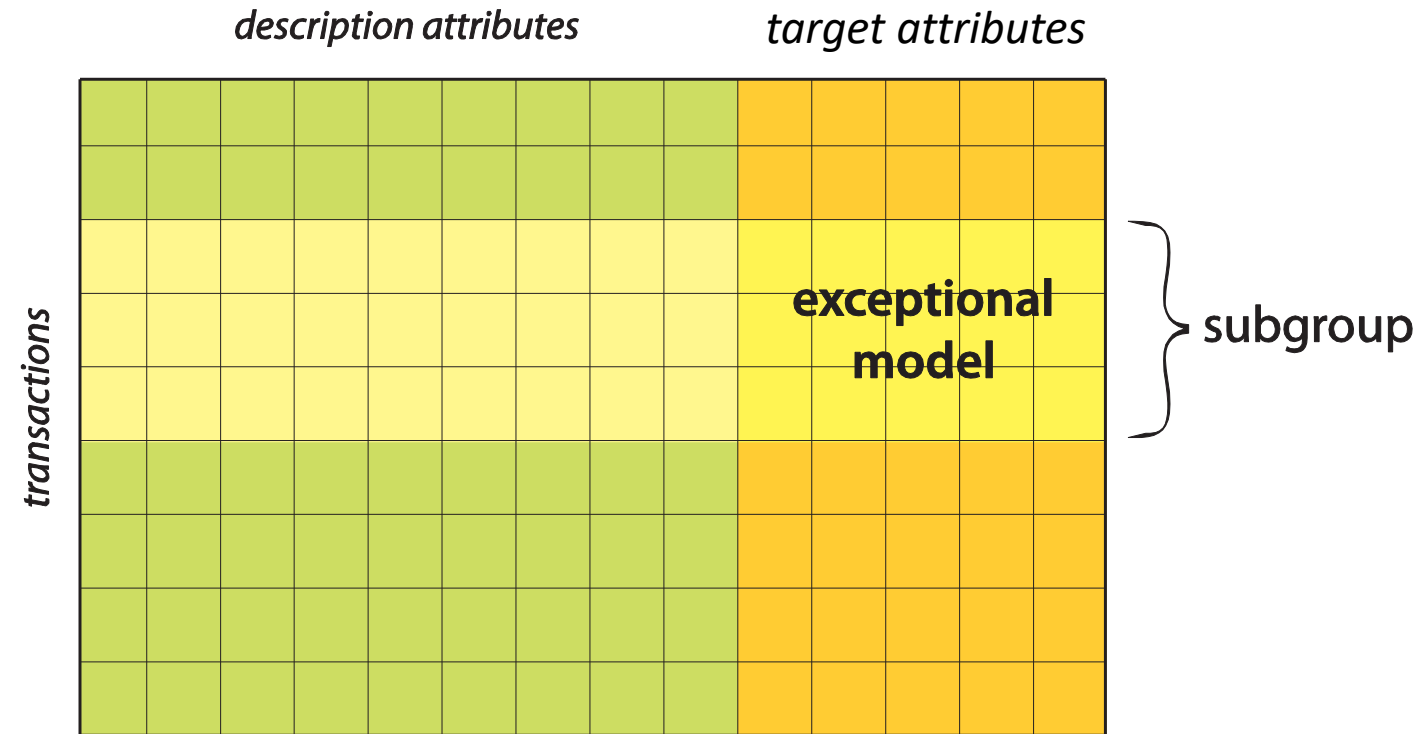 description attributes
target attributes
transactions
exceptional
model
subgroup